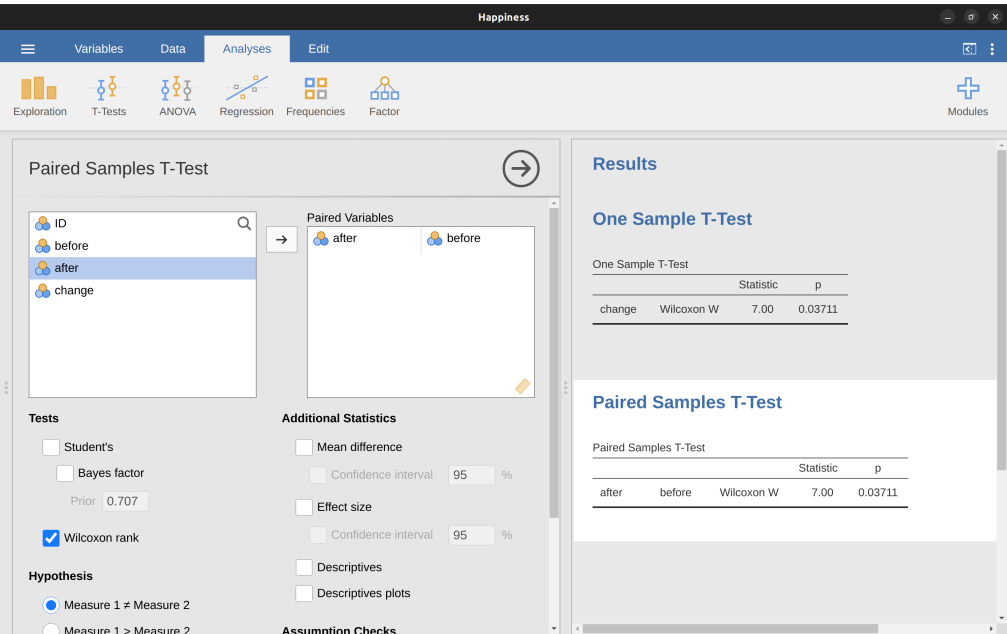 Happiness
Variables Data Analyses Edit
Exploration T-Tests ANOVA Regression Frequencies Factor Modules
Paired Samples T-Test
ID
before
after
change
Paired Variables
after before
Tests
Student's
Bayes factor
Prior 0.707
Wilcoxon rank
Hypothesis
Measure 1 ≠ Measure 2
Measure 1 > Measure 2
Additional Statistics
Mean difference
Confidence interval 95 %
Effect size
Confidence interval 95 %
Descriptives
Descriptives plots
Assumption Checks
Results
One Sample T-Test
One Sample T-Test
Statistic p
change Wilcoxon W 7.00 0.03711
Paired Samples T-Test
Paired Samples T-Test
Statistic p
after before Wilcoxon W 7.00 0.03711